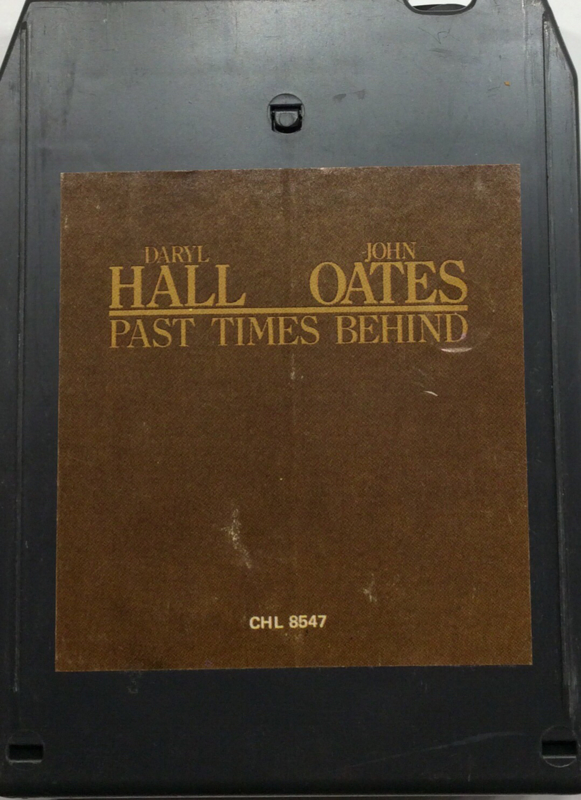 DARYL JOHN
HALL OATES
PAST TIMES BEHIND
CHL 8547